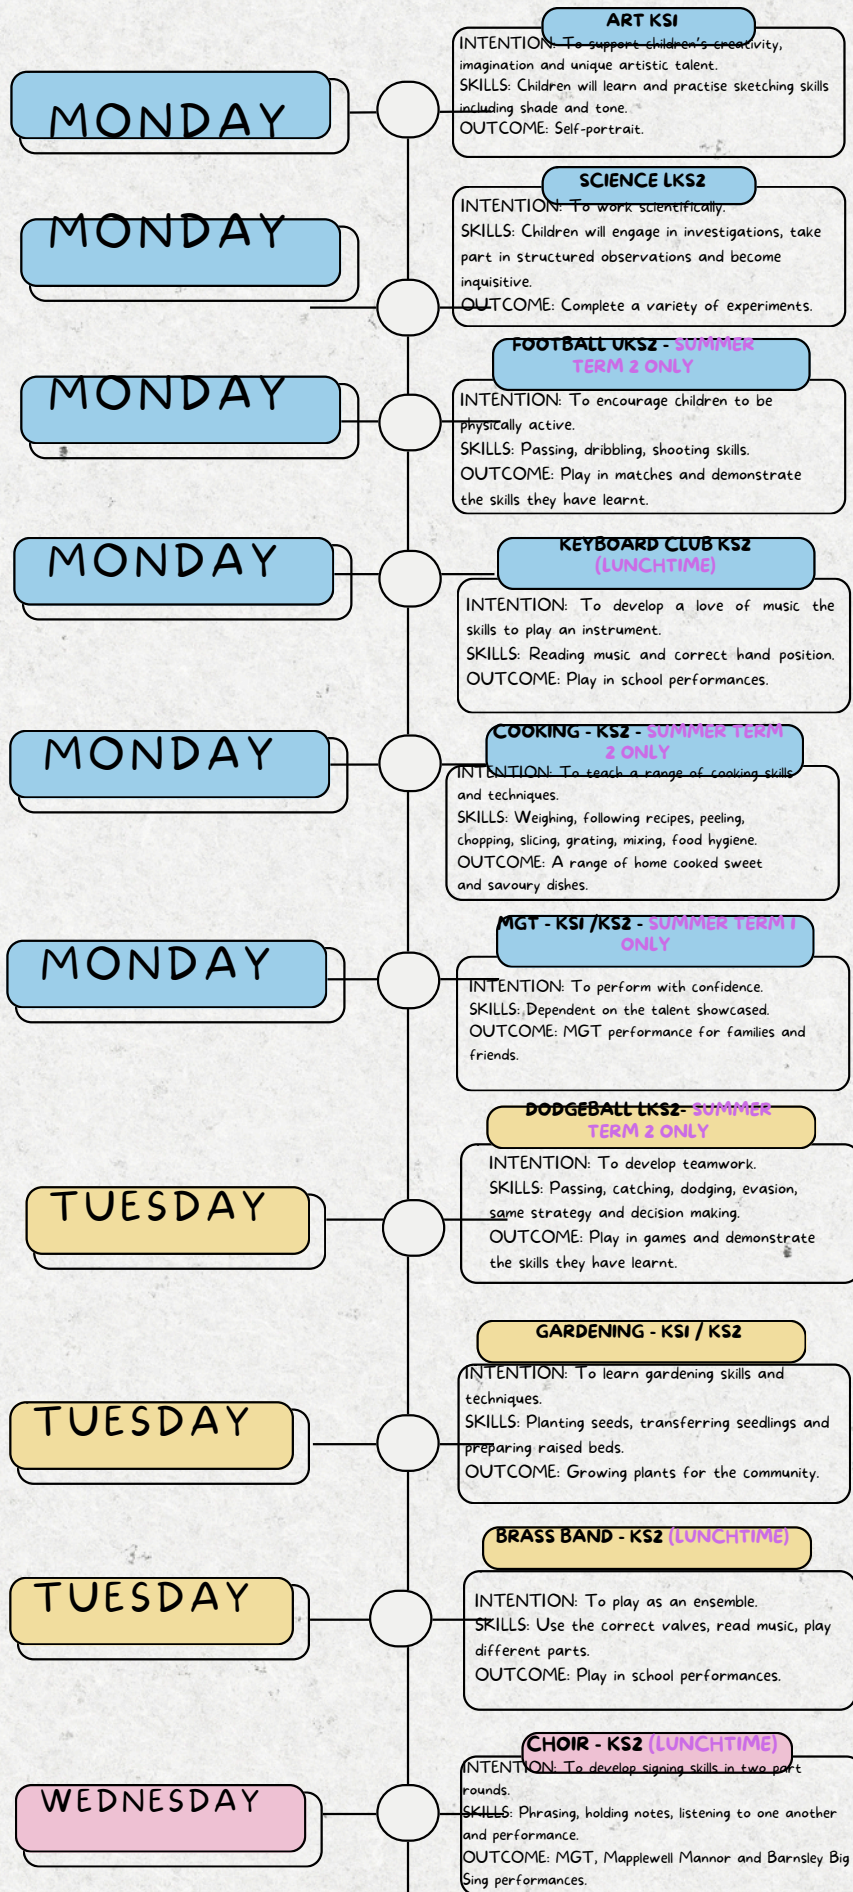 ART KS1
MONDAY
INTENTION: To support children's creativity,
imagination and unique artistic talent.
SKILLS: Children will learn and practise sketching skills
including shade and tone.
OUTCOME: Self-portrait.
MONDAY
SCIENCE LKS2
INTENTION: To work scientifically.
SKILLS: Children will engage in investigations, take
part in structured observations and become
inquisitive.
OUTCOME: Complete a variety of experiments.
MONDAY
FOOTBALL UKS2 - SUMMER
TERM 2 ONLY
INTENTION: To encourage children to be
physically active.
SKILLS: Passing, dribbling, shooting skills.
OUTCOME: Play in matches and demonstrate
the skills they have learnt.
MONDAY
KEYBOARD CLUB KS2
(LUNCHTIME)
INTENTION: To develop a love of music the
skills to play an instrument.
SKILLS: Reading music and correct hand position.
OUTCOME: Play in school performances.
MONDAY
COOKING - KS2 - SUMMER TERM
2 ONLY
INTENTION: To teach a range of cooking skills
and techniques.
SKILLS: Weighing, following recipes, peeling,
chopping, slicing, grating, mixing, food hygiene.
OUTCOME: A range of home cooked sweet
and savoury dishes.
MONDAY
MGT - KS1 /KS2 - SUMMER TERM 1
ONLY
INTENTION: To perform with confidence.
SKILLS: Dependent on the talent showcased.
OUTCOME: MGT performance for families and
friends.
TUESDAY
DODGEBALL LKS2- SUMMER
TERM 2 ONLY
INTENTION: To develop teamwork.
SKILLS: Passing, catching, dodging, evasion,
same strategy and decision making.
OUTCOME: Play in games and demonstrate
the skills they have learnt.
TUESDAY
GARDENING - KS1 / KS2
INTENTION: To learn gardening skills and
techniques.
SKILLS: Planting seeds, transferring seedlings and
preparing raised beds.
OUTCOME: Growing plants for the community.
TUESDAY
BRASS BAND - KS2 (LUNCHTIME)
INTENTION: To play as an ensemble.
SKILLS: Use the correct valves, read music, play
different parts.
OUTCOME: Play in school performances.
WEDNESDAY
CHOIR - KS2 (LUNCHTIME)
INTENTION: To develop signing skills in two part
rounds.
SKILLS: Phrasing, holding notes, listening to one another
and performance.
OUTCOME: MGT, Mapplewell Mannor and Barnsley Big
Sing performances.